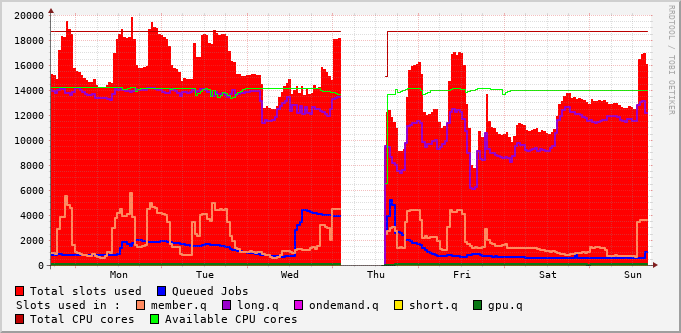 20000
18000
16000
14000
12000
10000
8000
6000
4000
2000
0
Mon Tue Wed Thu Fri Sat Sun
Total slots used Queued Jobs
Slots used in : member.q long.q ondemand.q short.q gpu.q
Total CPU cores Available CPU cores
RRDTOOL / TOBI OETIKER